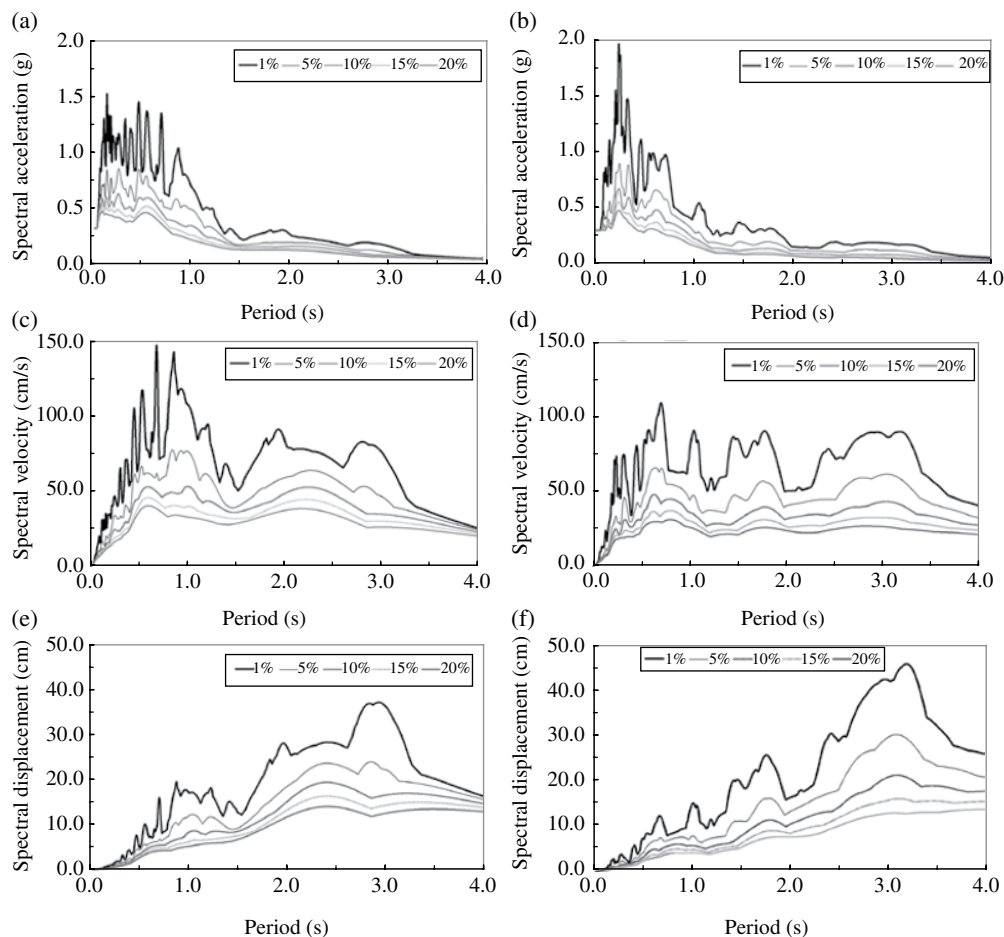 (a)
Spectral acceleration (g)
2.0
1.5
1.0
0.5
0.0
1% 5% 10% 15% 20%
0.0 1.0 2.0 3.0 4.0
Period (s)
(b)
Spectral acceleration (g)
2.0
1.5
1.0
0.5
0.0
1% 5% 10% 15% 20%
0.0 1.0 2.0 3.0 4.0
Period (s)
(c)
Spectral velocity (cm/s)
150.0
100.0
50.0
0.0
1% 5% 10% 15% 20%
0.0 1.0 2.0 3.0 4.0
Period (s)
(d)
Spectral velocity (cm/s)
150.0
100.0
50.0
0.0
1% 5% 10% 15% 20%
0.0 1.0 2.0 3.0 4.0
Period (s)
(e)
Spectral displacement (cm)
50.0
40.0
30.0
20.0
10.0
0.0
1% 5% 10% 15% 20%
0.0 1.0 2.0 3.0 4.0
Period (s)
(f)
Spectral displacement (cm)
50.0
40.0
30.0
20.0
10.0
0.0
1% 5% 10% 15% 20%
0.0 1.0 2.0 3.0 4.0
Period (s)